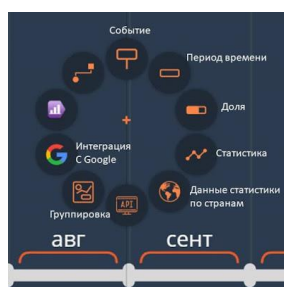 Событие
Период времени
Доля
Статистика
Интеграция
С Google
Данные статистики
по странам
API
Группировка
авг
сент